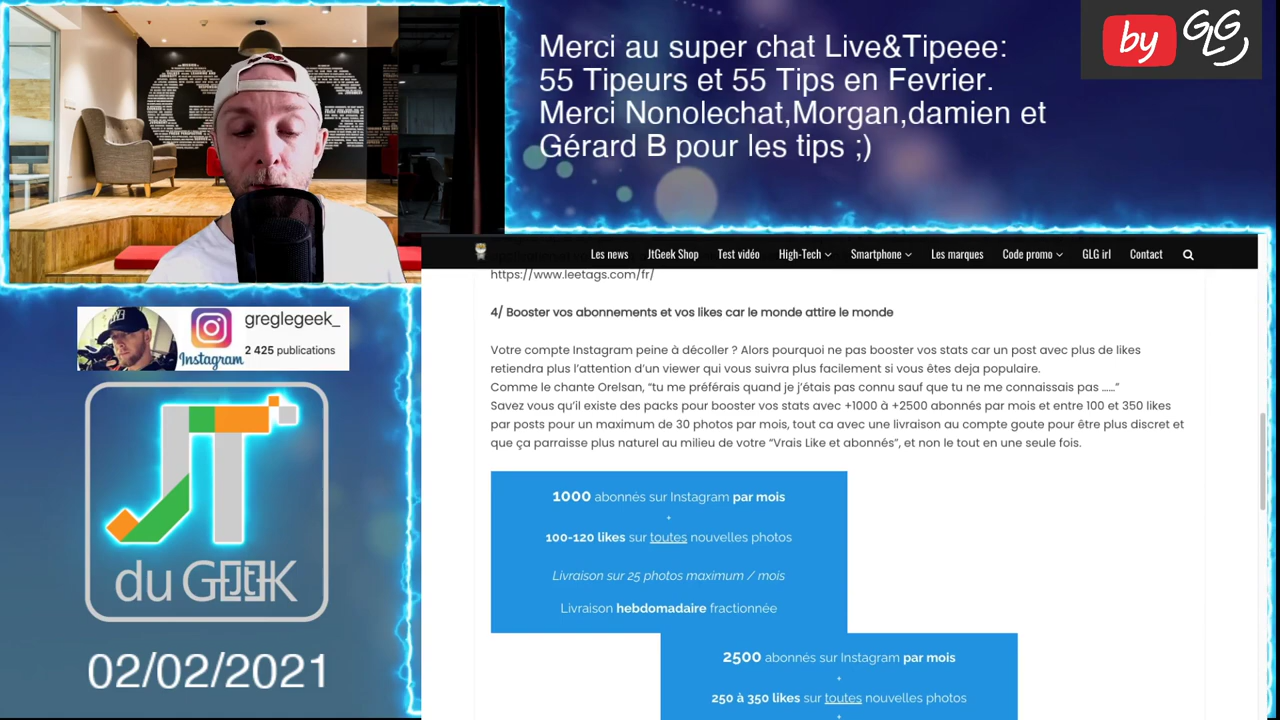 Merci au super chat Live&Tipeee:
55 Tipeurs et 55 Tips en Fevrier.
Merci Nonolechat,Morgan,damien et
Gérard B pour les tips ;)
by GLG
Les news JtGeek Shop Test vidéo High-Tech Smartphone Les marques Code promo GLG irl Contact
https://www.leetags.com/fr/
4/ Booster vos abonnements et vos likes car le monde attire le monde
Votre compte Instagram peine à décoller ? Alors pourquoi ne pas booster vos stats car un post avec plus de likes
retiendra plus l’attention d’un viewer qui vous suivra plus facilement si vous êtes deja populaire.
Comme le chante Orelsan, “tu me préférais quand je j’étais pas connu sauf que tu ne me connaissais pas ……”
Savez vous qu’il existe des packs pour booster vos stats avec +1000 à +2500 abonnés par mois et entre 100 et 350 likes
par posts pour un maximum de 30 photos par mois, tout ca avec une livraison au compte goute pour être plus discret et
que ça parraisse plus naturel au milieu de votre “Vrais Like et abonnés”, et non le tout en une seule fois.
1000 abonnés sur Instagram par mois
+
100-120 likes sur toutes nouvelles photos
Livraison sur 25 photos maximum / mois
Livraison hebdomadaire fractionnée
2500 abonnés sur Instagram par mois
+
250 à 350 likes sur toutes nouvelles photos
+
greglegeek_
2 425 publications
Instagram
JT
du GEEK
02/02/2021